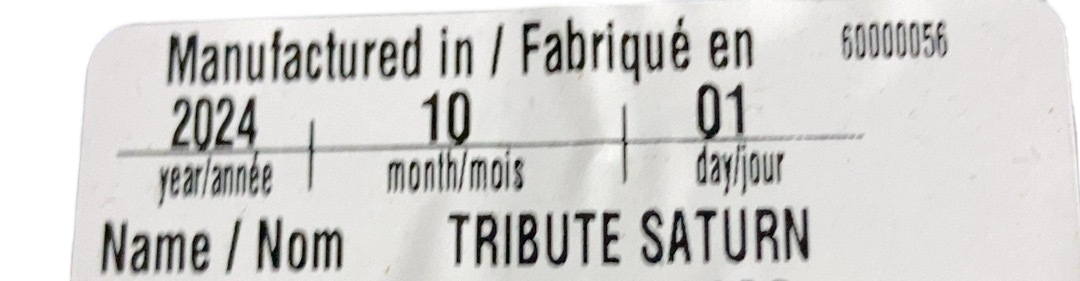 Manufactured in / Fabriqué en 60000056
2024 10 01
year/année month/mois day/jour
Name / Nom TRIBUTE SATURN